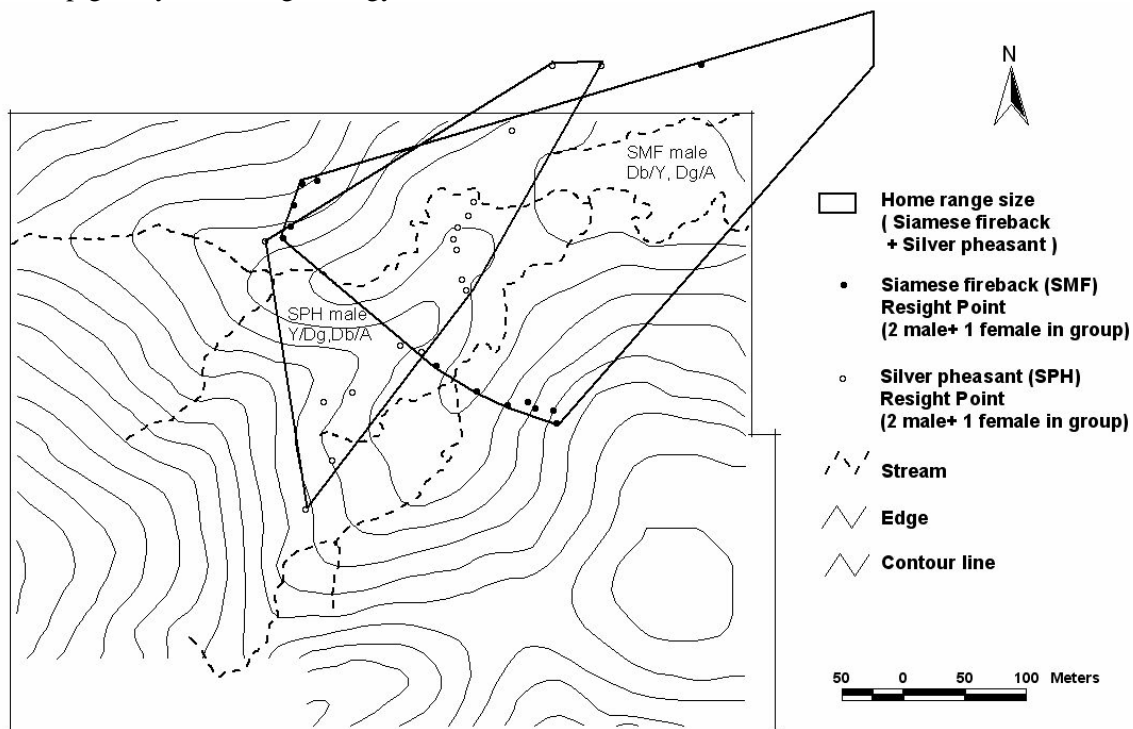 N
SMF male
Db/Y, Dg/A
SPH male
Y/Dg,Db/A
Home range size
( Siamese fireback
+ Silver pheasant )
Siamese fireback (SMF)
Resight Point
(2 male+ 1 female in group)
Silver pheasant (SPH)
Resight Point
(2 male+ 1 female in group)
Stream
Edge
Contour line
50 0 50 100 Meters